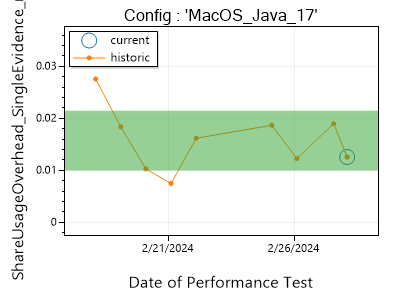 Config : 'MacOS_Java_17'
current
historic
0.03
0.02
0.01
0
ShareUsageOverhead_SingleEvidence_
2/21/2024
2/26/2024
Date of Performance Test